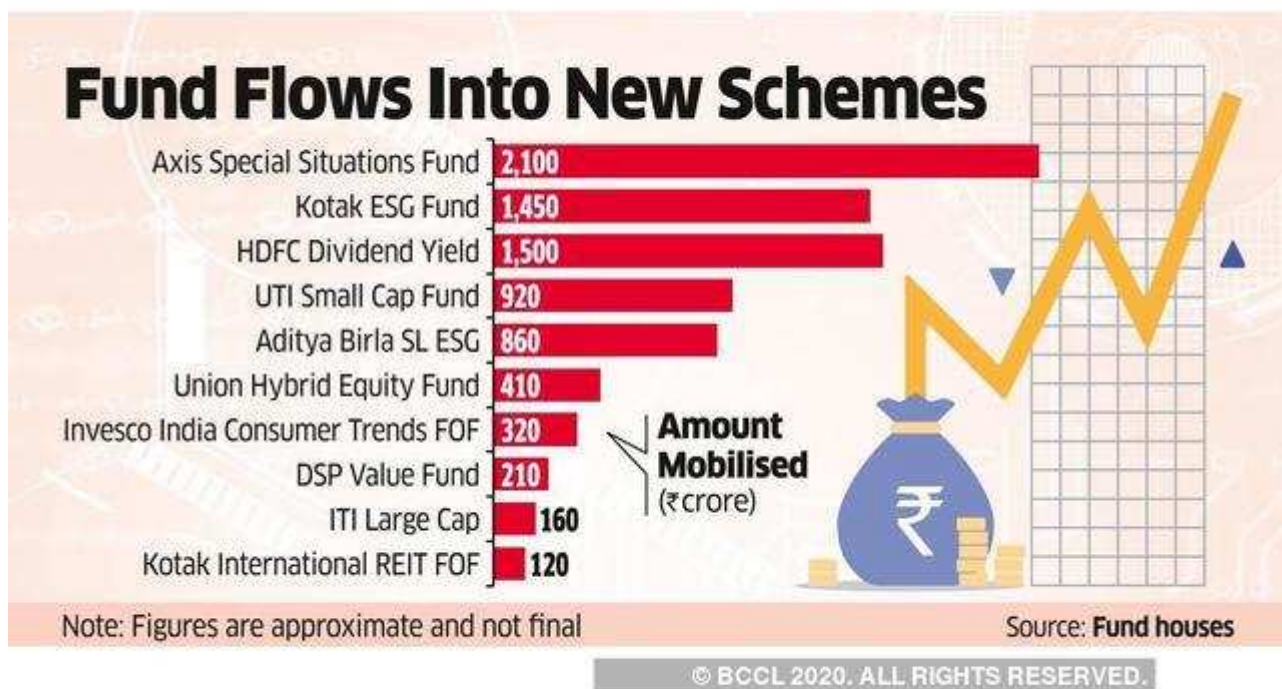 Fund Flows Into New Schemes
Axis Special Situations Fund 2,100
Kotak ESG Fund 1,450
HDFC Dividend Yield 1,500
UTI Small Cap Fund 920
Aditya Birla SL ESG 860
Union Hybrid Equity Fund 410
Invesco India Consumer Trends FOF 320
DSP Value Fund 210
ITI Large Cap 160
Kotak International REIT FOF 120
Amount
Mobilised
(₹crore)
₹
Note: Figures are approximate and not final
Source: Fund houses
© BCCL 2020. ALL RIGHTS RESERVED.